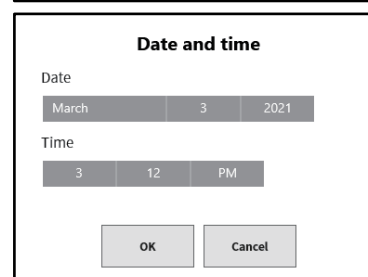 Date and time
Date
March 3 2021
Time
3 12 PM
OK Cancel